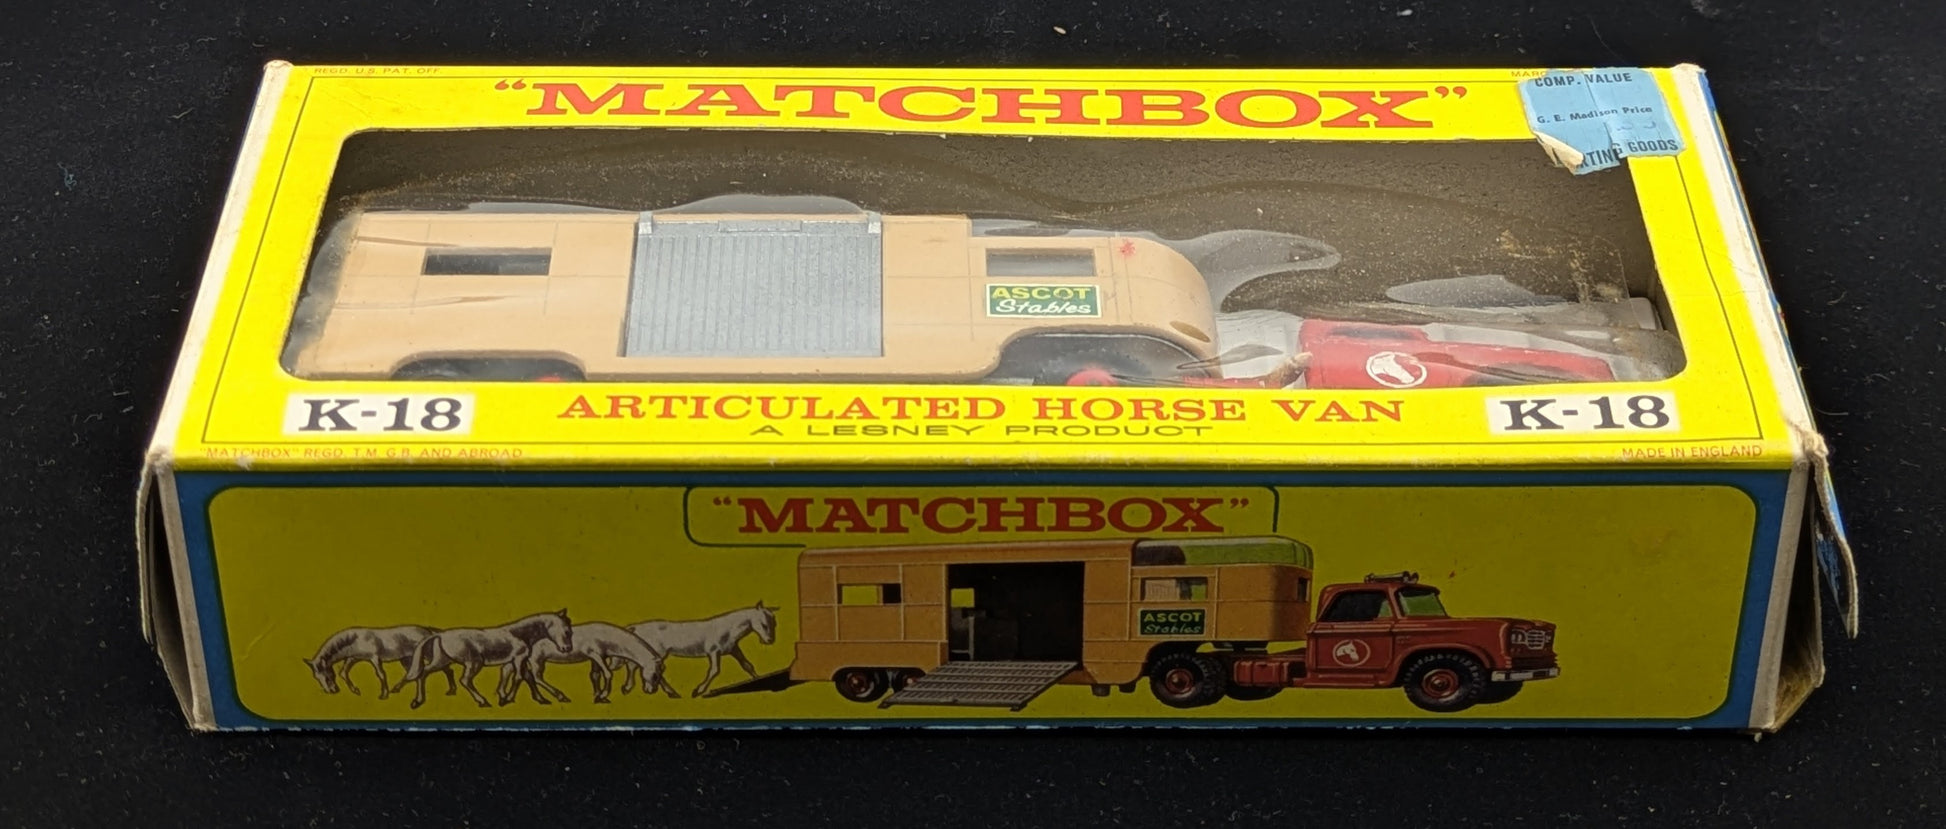 REGD. U.S. PAT. OFF.
"MATCHBOX"
COMP. VALUE
G. E. Madison Price
GOODS
ASCOT
Stables
K-18
ARTICULATED HORSE VAN
K-18
A LESNEY PRODUCT
"MATCHBOX" REGD. T.M. G.B. AND ABROAD
MADE IN ENGLAND
"MATCHBOX"
ASCOT
Stables